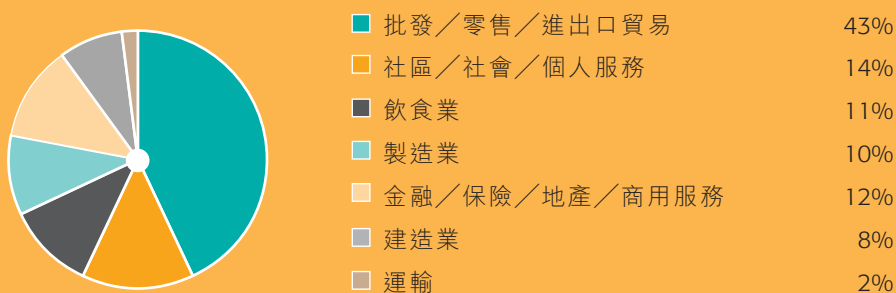 批發／零售／進出口貿易 43%
社區／社會／個人服務 14%
飲食業 11%
製造業 10%
金融／保險／地產／商用服務 12%
建造業 8%
運輸 2%